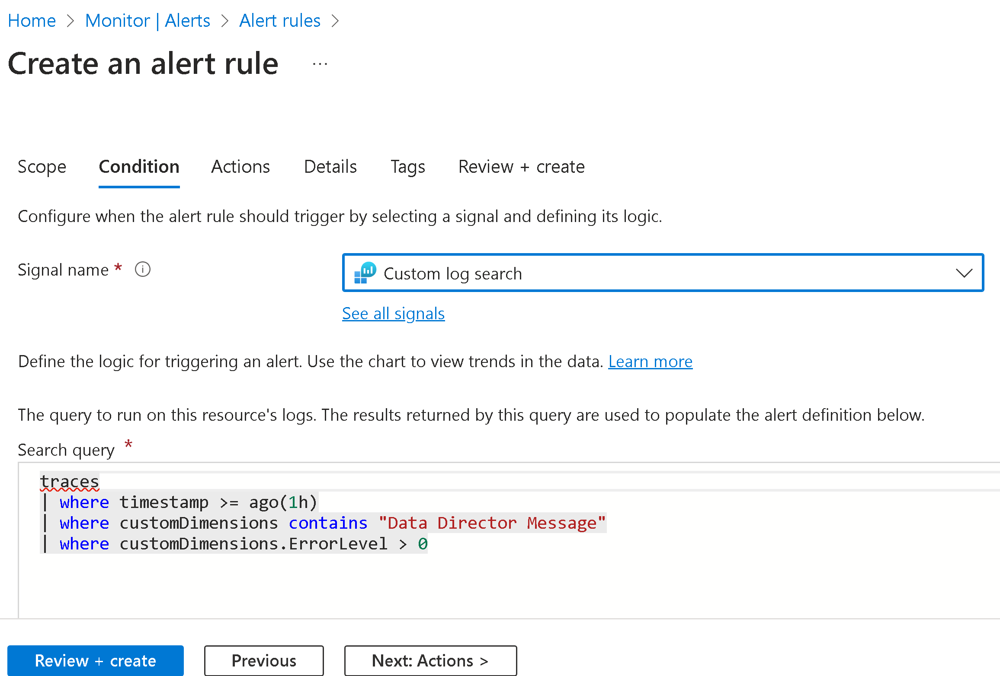 Home > Monitor | Alerts > Alert rules >
Create an alert rule ...
Scope Condition Actions Details Tags Review + create
Configure when the alert rule should trigger by selecting a signal and defining its logic.
Signal name * i
Custom log search
See all signals
Define the logic for triggering an alert. Use the chart to view trends in the data. Learn more
The query to run on this resource's logs. The results returned by this query are used to populate the alert definition below.
Search query *
traces
| where timestamp >= ago(1h)
| where customDimensions contains "Data Director Message"
| where customDimensions.ErrorLevel > 0
Review + create Previous Next: Actions >